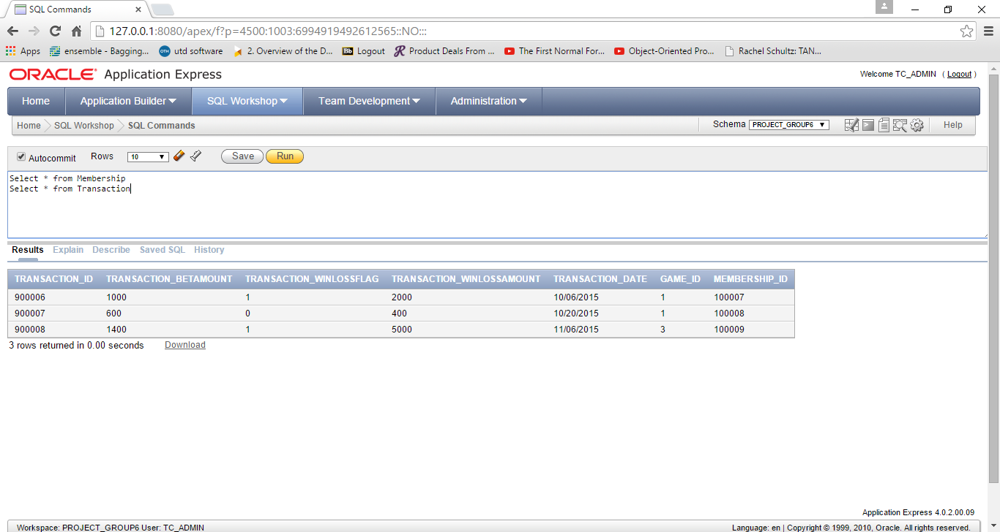 SQL Commands
127.0.0.1:8080/apex/f?p=4500:1003:6994919492612565::NO:::
Apps ensemble - Bagging... OTN utd software 2. Overview of the D... Bb Logout R Product Deals From ... The First Normal For... Object-Oriented Pro... Rachel Schultz: TAN...
ORACLE Application Express Welcome TC_ADMIN ( Logout )
Home Application Builder SQL Workshop Team Development Administration
Home SQL Workshop SQL Commands Schema PROJECT_GROUP6 Help
Autocommit Rows 10 Save Run
Select * from Membership
Select * from Transaction
Results Explain Describe Saved SQL History
TRANSACTION_ID TRANSACTION_BETAMOUNT TRANSACTION_WINLOSSFLAG TRANSACTION_WINLOSSAMOUNT TRANSACTION_DATE GAME_ID MEMBERSHIP_ID
900006 1000 1 2000 10/06/2015 1 100007
900007 600 0 400 10/20/2015 1 100008
900008 1400 1 5000 11/06/2015 3 100009
3 rows returned in 0.00 seconds Download
Application Express 4.0.2.00.09
Workspace: PROJECT_GROUP6 User: TC_ADMIN Language: en | Copyright © 1999, 2010, Oracle. All rights reserved.